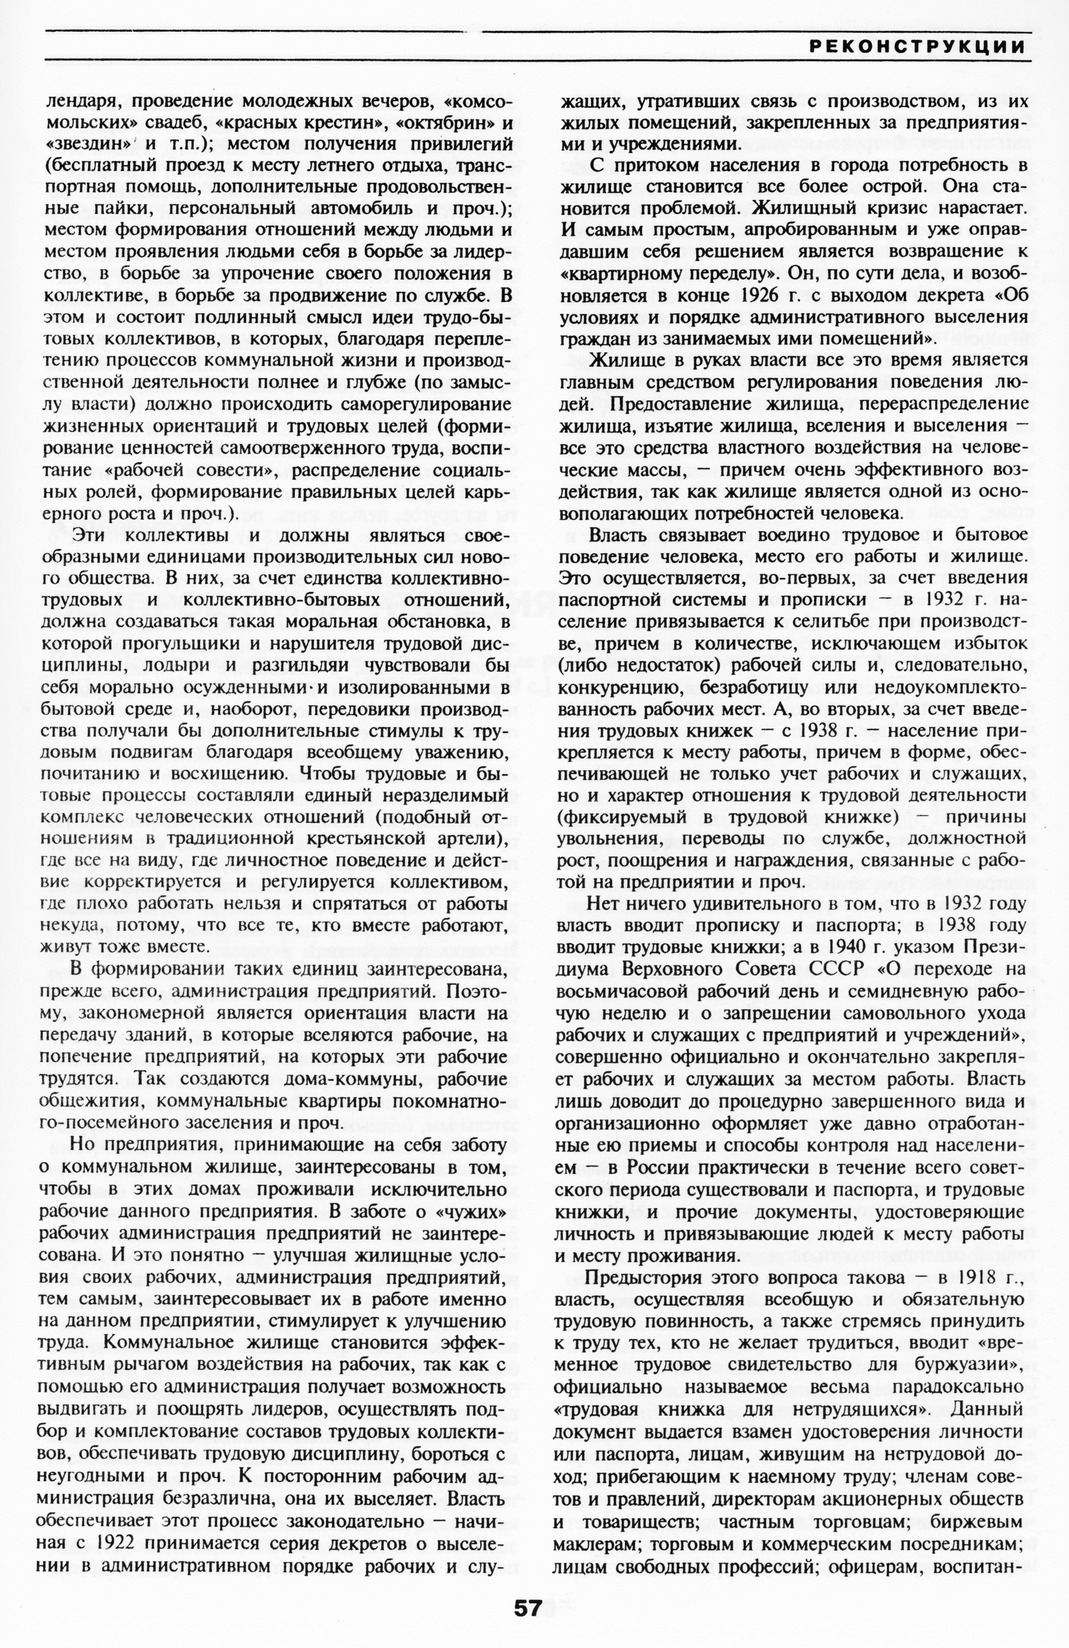 РЕКОНСТРУКЦИИ
лендаря, проведение молодежных вечеров, «комсо-
мольских» свадеб, «красных крестин», «октябрин» и
«звездин» и т.п.); местом получения привилегий
(бесплатный проезд к месту летнего отдыха, транс-
портная помощь, дополнительные продовольствен-
ные пайки, персональный автомобиль и проч.);
местом формирования отношений между людьми и
местом проявления людьми себя в борьбе за лидер-
ство, в борьбе за упрочение своего положения в
коллективе, в борьбе за продвижение по службе. В
этом и состоит подлинный смысл идеи трудо-бы-
товых коллективов, в которых, благодаря перепле-
тению процессов коммунальной жизни и производ-
ственной деятельности полнее и глубже (по замыс-
лу власти) должно происходить саморегулирование
жизненных ориентаций и трудовых целей (форми-
рование ценностей самоотверженного труда, воспи-
тание «рабочей совести», распределение социаль-
ных ролей, формирование правильных целей карь-
ерного роста и проч.).
Эти коллективы и должны являться свое-
образными единицами производительных сил ново-
го общества. В них, за счет единства коллективно-
трудовых и коллективно-бытовых отношений,
должна создаваться такая моральная обстановка, в
которой прогульщики и нарушителя трудовой дис-
циплины, лодыри и разгильдяи чувствовали бы
себя морально осужденными и изолированными в
бытовой среде и, наоборот, передовики производ-
ства получали бы дополнительные стимулы к тру-
довым подвигам благодаря всеобщему уважению,
почитанию и восхищению. Чтобы трудовые и бы-
товые процессы составляли единый неразделимый
комплекс человеческих отношений (подобный от-
ношениям в традиционной крестьянской артели),
где все на виду, где личностное поведение и дейст-
вие корректируется и регулируется коллективом,
где плохо работать нельзя и спрятаться от работы
некуда, потому, что все те, кто вместе работают,
живут тоже вместе.
В формировании таких единиц заинтересована,
прежде всего, администрация предприятий. Поэто-
му, закономерной является ориентация власти на
передачу зданий, в которые вселяются рабочие, на
попечение предприятий, на которых эти рабочие
трудятся. Так создаются дома-коммуны, рабочие
общежития, коммунальные квартиры покомнатно-
го-посемейного заселения и проч.
Но предприятия, принимающие на себя заботу
о коммунальном жилище, заинтересованы в том,
чтобы в этих домах проживали исключительно
рабочие данного предприятия. В заботе о «чужих»
рабочих администрация предприятий не заинтере-
сована. И это понятно — улучшая жилищные усло-
вия своих рабочих, администрация предприятий,
тем самым, заинтересовывает их в работе именно
на данном предприятии, стимулирует к улучшению
труда. Коммунальное жилище становится эффек-
тивным рычагом воздействия на рабочих, так как с
помощью его администрация получает возможность
выдвигать и поощрять лидеров, осуществлять под-
бор и комплектование составов трудовых коллекти-
вов, обеспечивать трудовую дисциплину, бороться с
неугодными и проч. К посторонним рабочим ад-
министрация безразлична, она их выселяет. Власть
обеспечивает этот процесс законодательно — начи-
ная с 1922 принимается серия декретов о выселе-
нии в административном порядке рабочих и слу-
жащих, утративших связь с производством, из их
жилых помещений, закрепленных за предприятия-
ми и учреждениями.
С притоком населения в города потребность в
жилище становится все более острой. Она ста-
новится проблемой. Жилищный кризис нарастает.
И самым простым, апробированным и уже оправ-
давшим себя решением является возвращение к
«квартирному переделу». Он, по сути дела, и возоб-
новляется в конце 1926 г. с выходом декрета «Об
условиях и порядке административного выселения
граждан из занимаемых ими помещений».
Жилище в руках власти все это время является
главным средством регулирования поведения лю-
дей. Предоставление жилища, перераспределение
жилища, изъятие жилища, вселения и выселения —
все это средства властного воздействия на челове-
ческие массы, — причем очень эффективного воз-
действия, так как жилище является одной из осно-
вополагающих потребностей человека.
Власть связывает воедино трудовое и бытовое
поведение человека, место его работы и жилище.
Это осуществляется, во-первых, за счет введения
паспортной системы и прописки — в 1932 г. на-
селение привязывается к селитьбе при производст-
ве, причем в количестве, исключающем избыток
(либо недостаток) рабочей силы и, следовательно,
конкуренцию, безработицу или недоукомплекто-
ванность рабочих мест. А, во вторых, за счет введе-
ния трудовых книжек — с 1938 г. — население при-
крепляется к месту работы, причем в форме, обес-
печивающей не только учет рабочих и служащих,
но и характер отношения к трудовой деятельности
(фиксируемый в трудовой книжке) — причины
увольнения, переводы по службе, должностной
рост, поощрения и награждения, связанные с рабо-
той на предприятии и проч.
Нет ничего удивительного в том, что в 1932 году
власть вводит прописку и паспорта; в 1938 году
вводит трудовые книжки; а в 1940 г. указом Прези-
диума Верховного Совета СССР «О переходе на
восьмичасовой рабочий день и семидневную рабо-
чую неделю и о запрещении самовольного ухода
рабочих и служащих с предприятий и учреждений»,
совершенно официально и окончательно закрепля-
ет рабочих и служащих за местом работы. Власть
лишь доводит до процедурно завершенного вида и
организационно оформляет уже давно отработан-
ные ею приемы и способы контроля над населени-
ем — в России практически в течение всего совет-
ского периода существовали и паспорта, и трудовые
книжки, и прочие документы, удостоверяющие
личность и привязывающие людей к месту работы
и месту проживания.
Предыстория этого вопроса такова — в 1918 г.,
власть, осуществляя всеобщую и обязательную
трудовую повинность, а также стремясь принудить
к труду тех, кто не желает трудиться, вводит «вре-
менное трудовое свидетельство для буржуазии»,
официально называемое весьма парадоксально
«трудовая книжка для нетрудящихся». Данный
документ выдается взамен удостоверения личности
или паспорта, лицам, живущим на нетрудовой до-
ход; прибегающим к наемному труду; членам сове-
тов и правлений, директорам акционерных обществ
и товариществ; частным торговцам; биржевым
маклерам; торговым и коммерческим посредникам;
лицам свободных профессий; офицерам, воспитан-
57